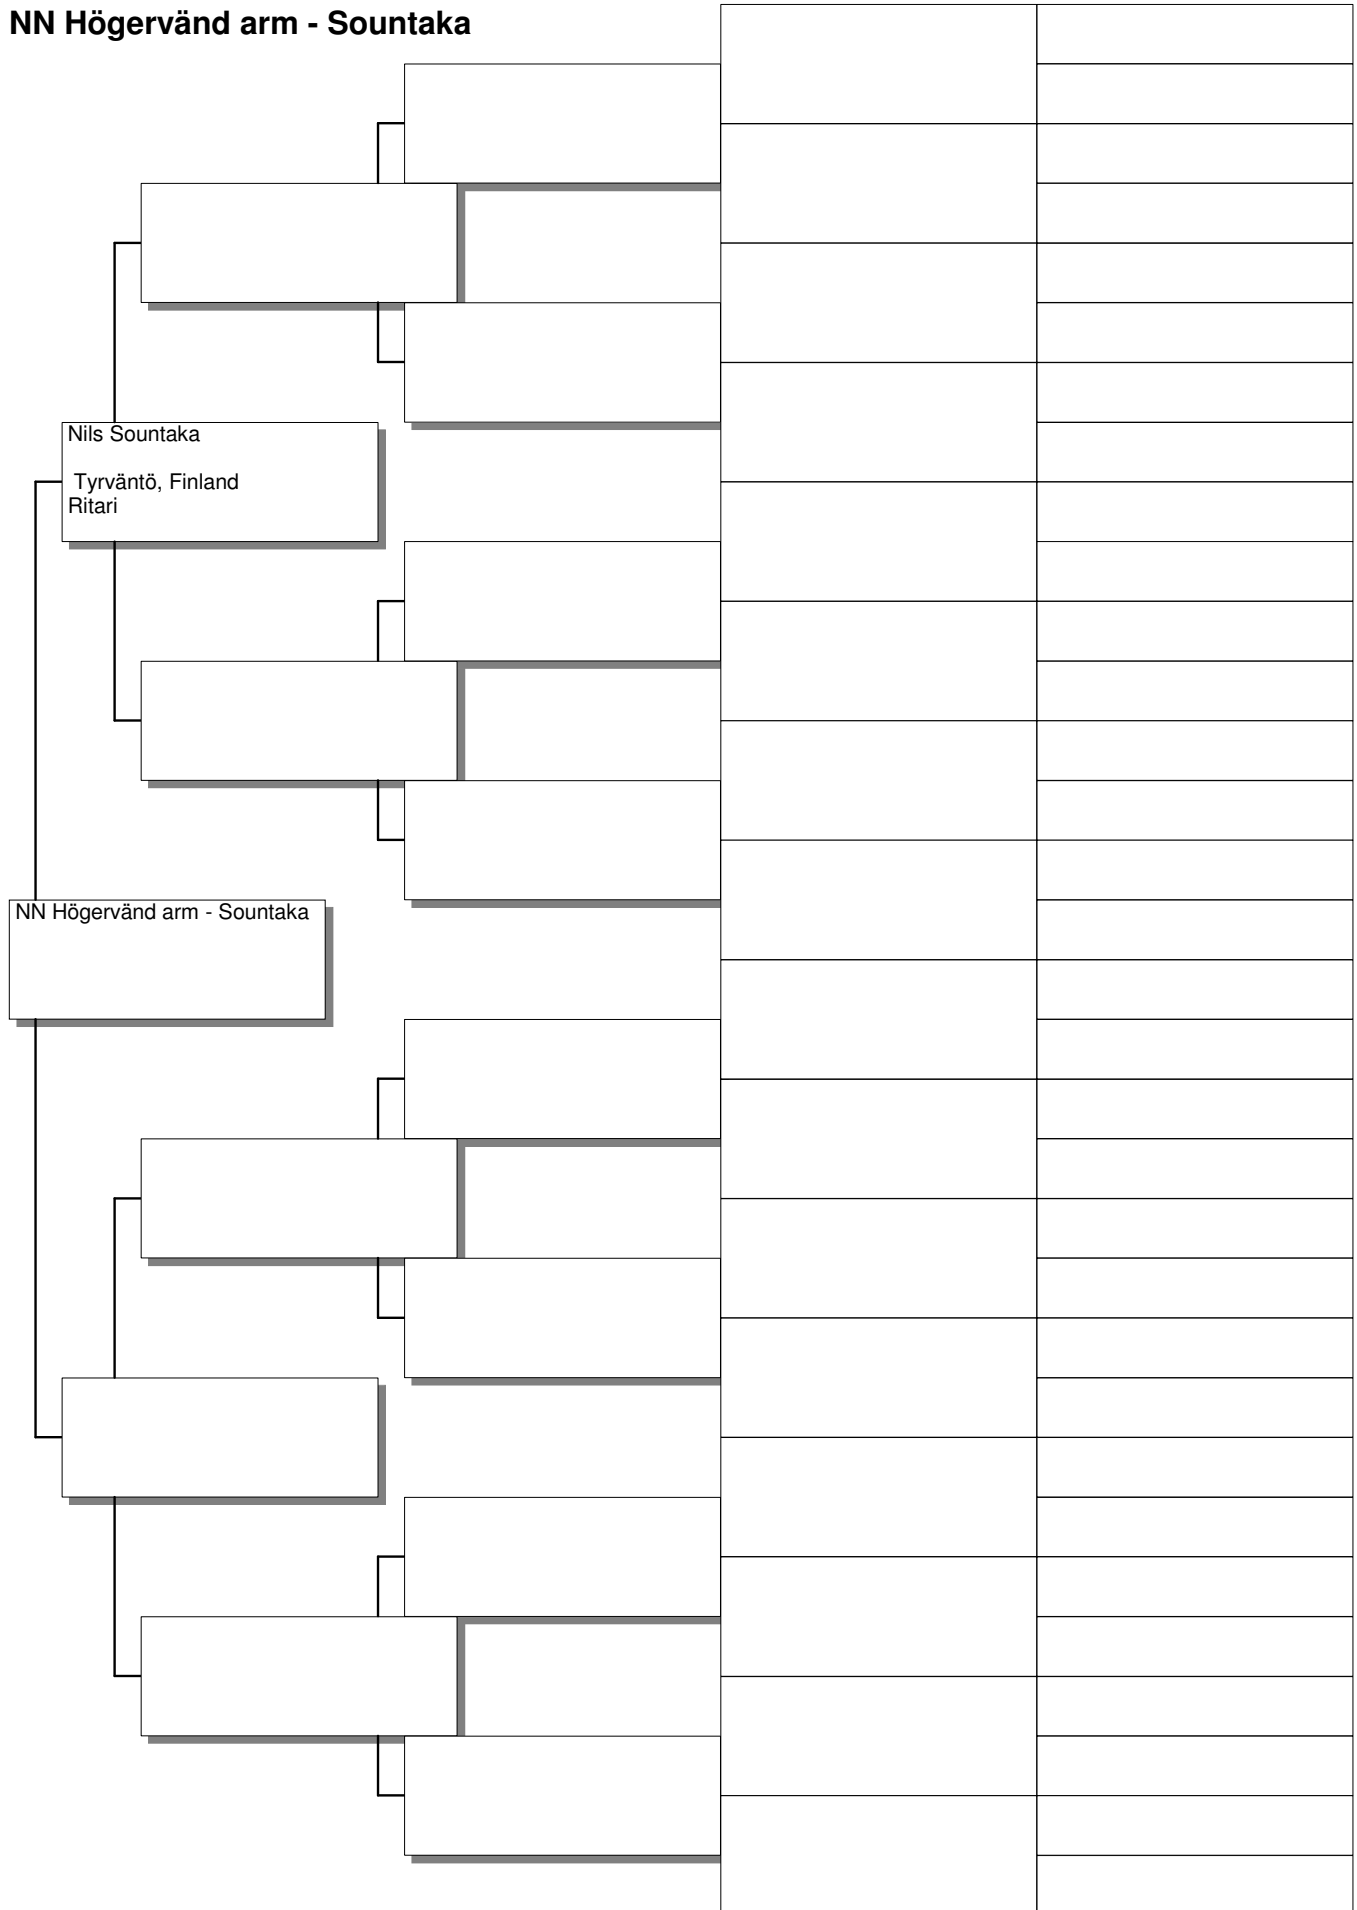 NN Högervänd arm - Sountaka
Nils Sountaka
Tyrväntö, Finland
Ritari
NN Högervänd arm - Sountaka